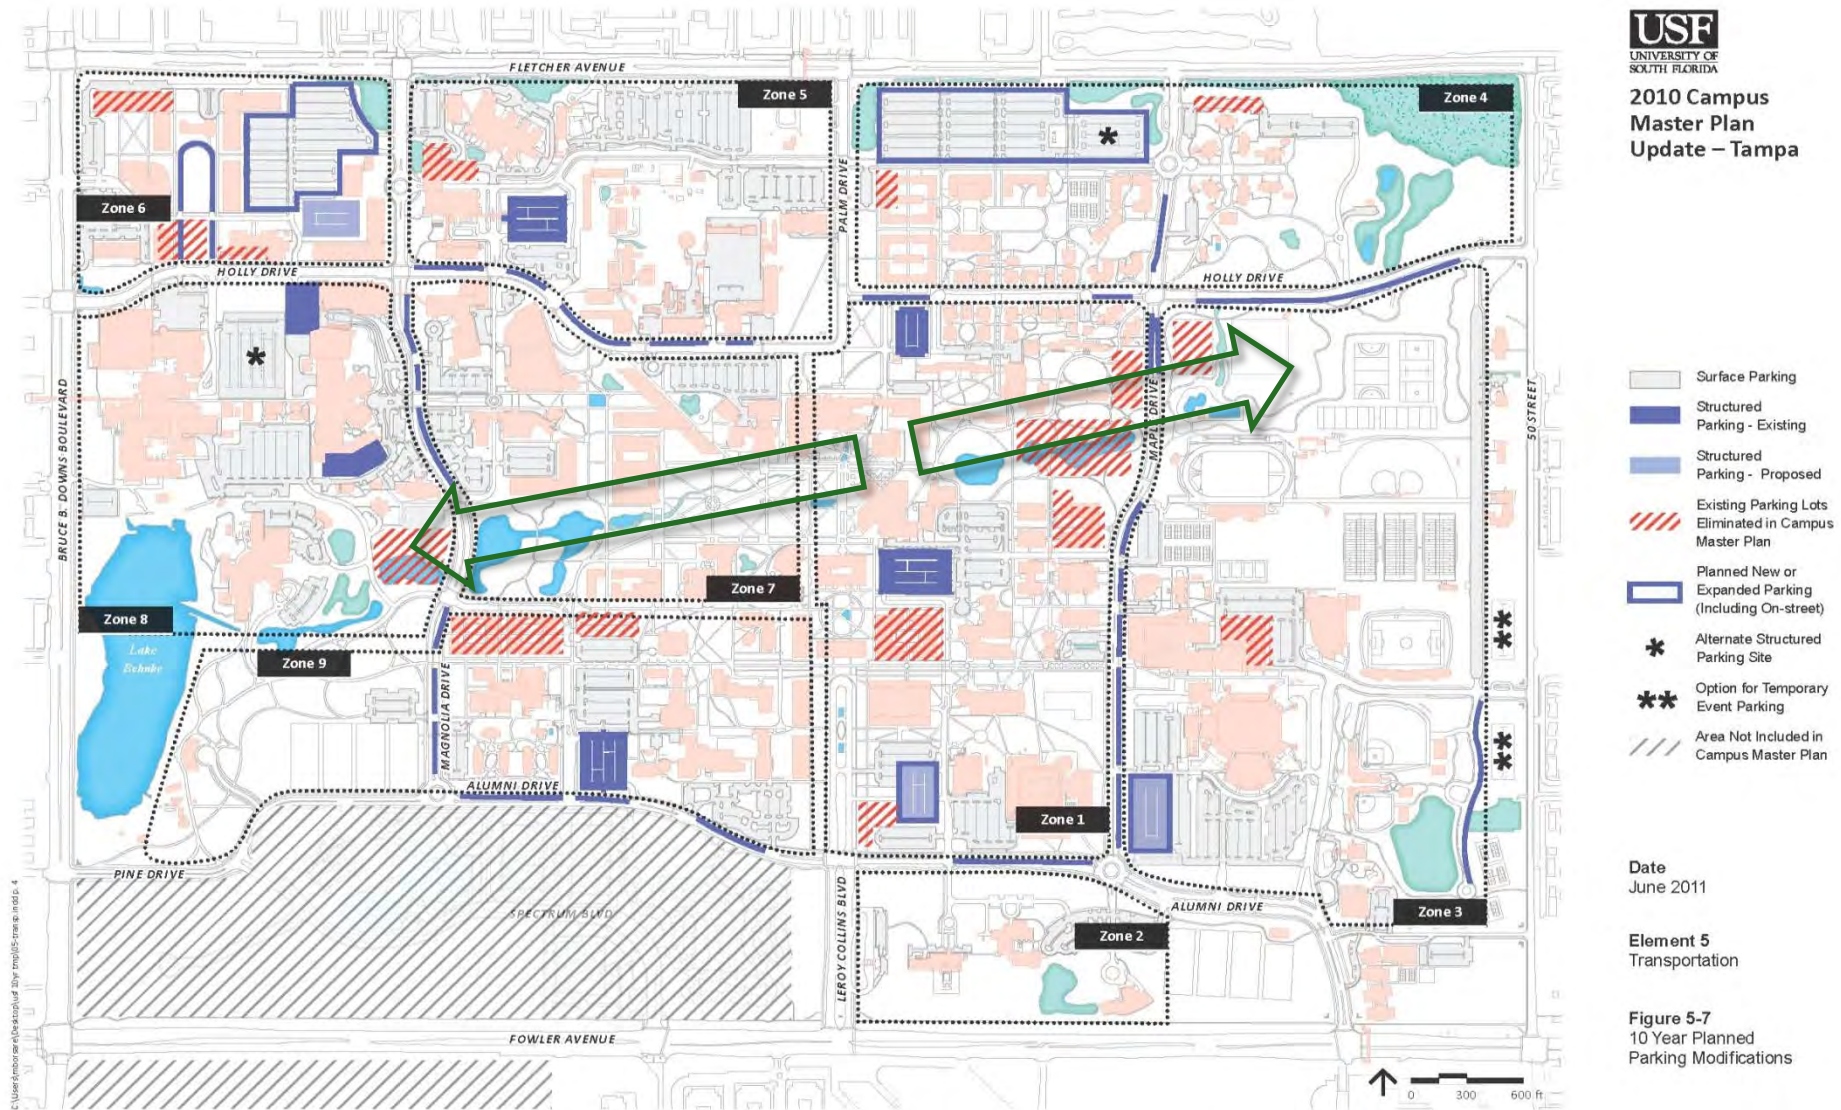 USF
UNIVERSITY OF
SOUTH FLORIDA
2010 Campus
Master Plan
Update – Tampa
FLETCHER AVENUE
Zone 5
Zone 4
Zone 6
PALM DRIVE
HOLLY DRIVE
HOLLY DRIVE
BRUCE B. DOWNS BOULEVARD
MAPLE DRIVE
50 STREET
Zone 7
Zone 8
Lake
Behnke
Zone 9
MAGNOLIA DRIVE
ALUMNI DRIVE
Zone 1
PINE DRIVE
SPECTRUM BLVD
LEROY COLLINS BLVD
ALUMNI DRIVE
Zone 3
Zone 2
FOWLER AVENUE
0 300 600 ft
Surface Parking
Structured
Parking - Existing
Structured
Parking - Proposed
Existing Parking Lots
Eliminated in Campus
Master Plan
Planned New or
Expanded Parking
(Including On-street)
* Alternate Structured
Parking Site
** Option for Temporary
Event Parking
Area Not Included in
Campus Master Plan
Date
June 2011
Element 5
Transportation
Figure 5-7
10 Year Planned
Parking Modifications